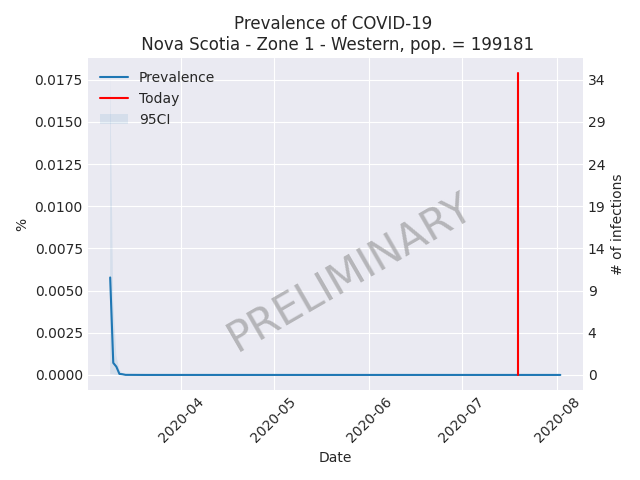 Prevalence of COVID-19
Nova Scotia - Zone 1 - Western, pop. = 199181
Prevalence
Today
95CI
%
0.0175
0.0150
0.0125
0.0100
0.0075
0.0050
0.0025
0.0000
PRELIMINARY
34
29
24
19
14
9
4
0
# of infections
2020-04
2020-05
2020-06
2020-07
2020-08
Date